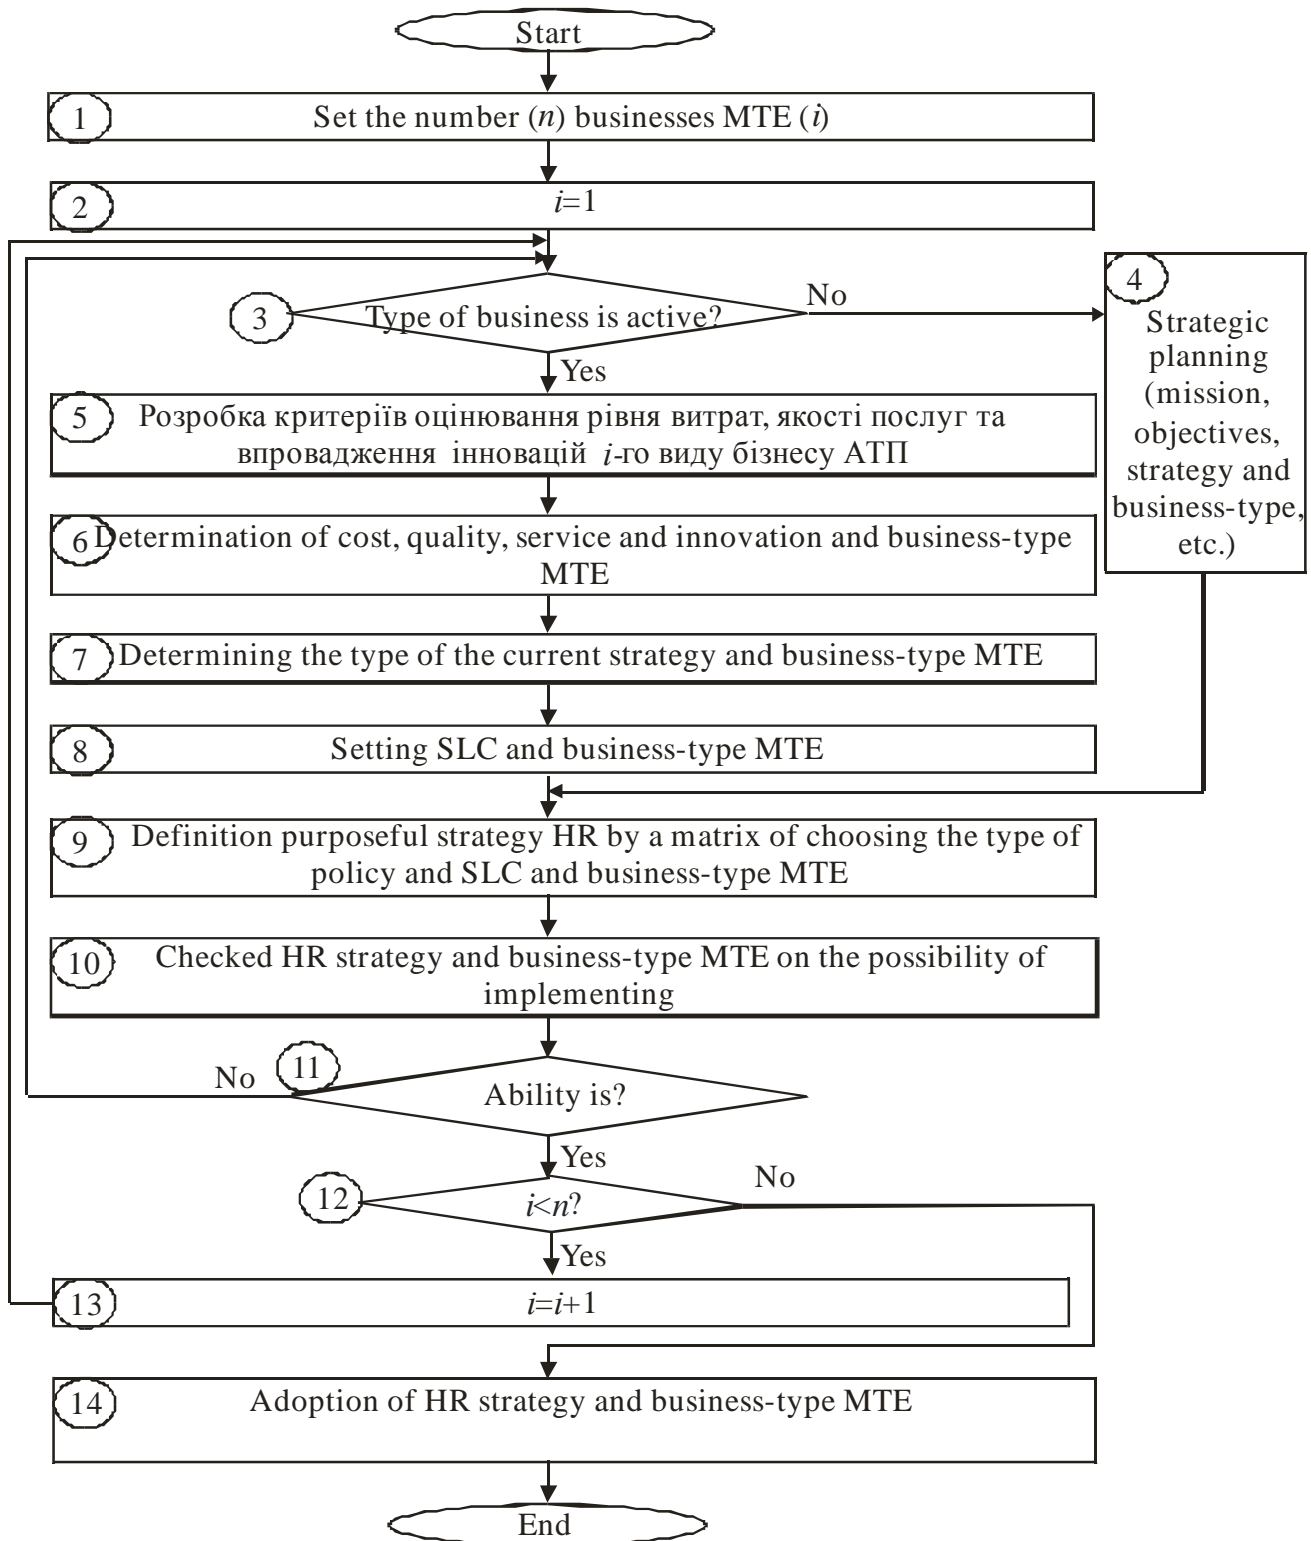 Start
1
Set the number (n) businesses MTE (i)
2
i=1
3
Type of business is active?
No
Yes
4
Strategic
planning
(mission,
objectives,
strategy and
business-type,
etc.)
5
Розробка критеріїв оцінювання рівня витрат, якості послуг та
впровадження інновацій i-го виду бізнесу АТП
6
Determination of cost, quality, service and innovation and business-type
MTE
7
Determining the type of the current strategy and business-type MTE
8
Setting SLC and business-type MTE
9
Definition purposeful strategy HR by a matrix of choosing the type of
policy and SLC and business-type MTE
10
Checked HR strategy and business-type MTE on the possibility of
implementing
11
No
Ability is?
Yes
12
i<n?
No
Yes
13
i=i+1
14
Adoption of HR strategy and business-type MTE
End